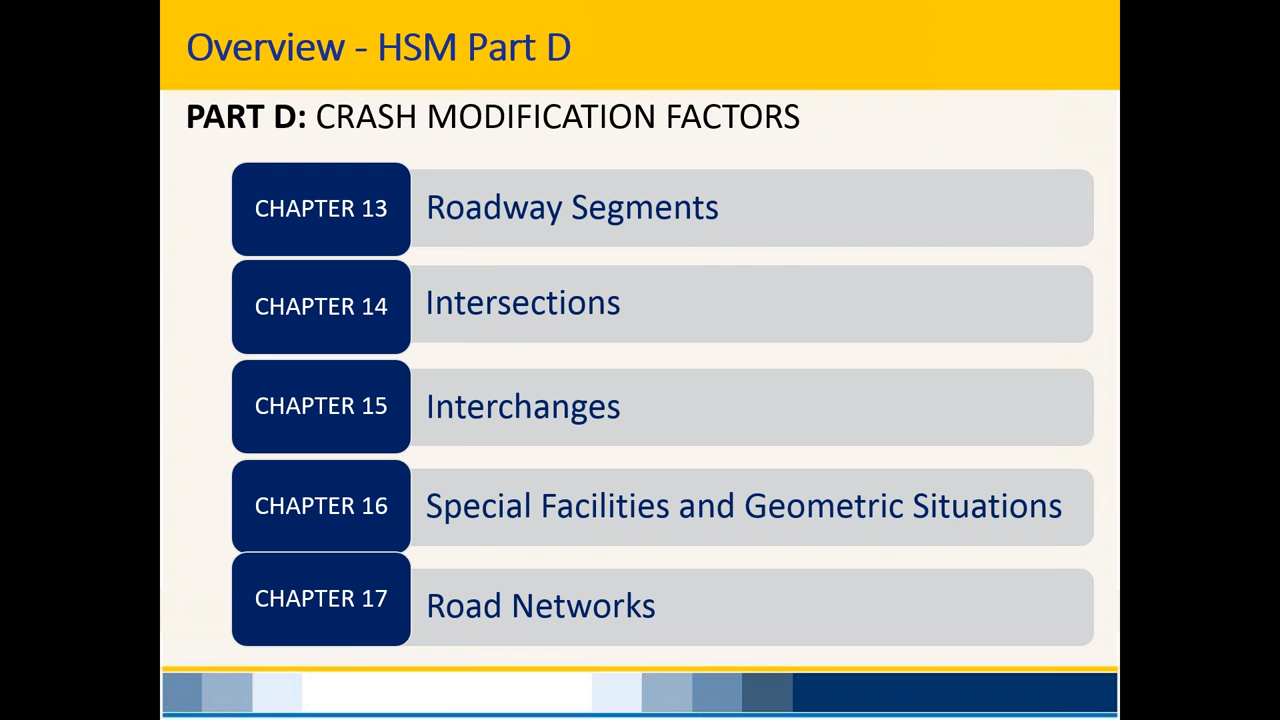 Overview - HSM Part D
PART D: CRASH MODIFICATION FACTORS
CHAPTER 13 Roadway Segments
CHAPTER 14 Intersections
CHAPTER 15 Interchanges
CHAPTER 16 Special Facilities and Geometric Situations
CHAPTER 17 Road Networks